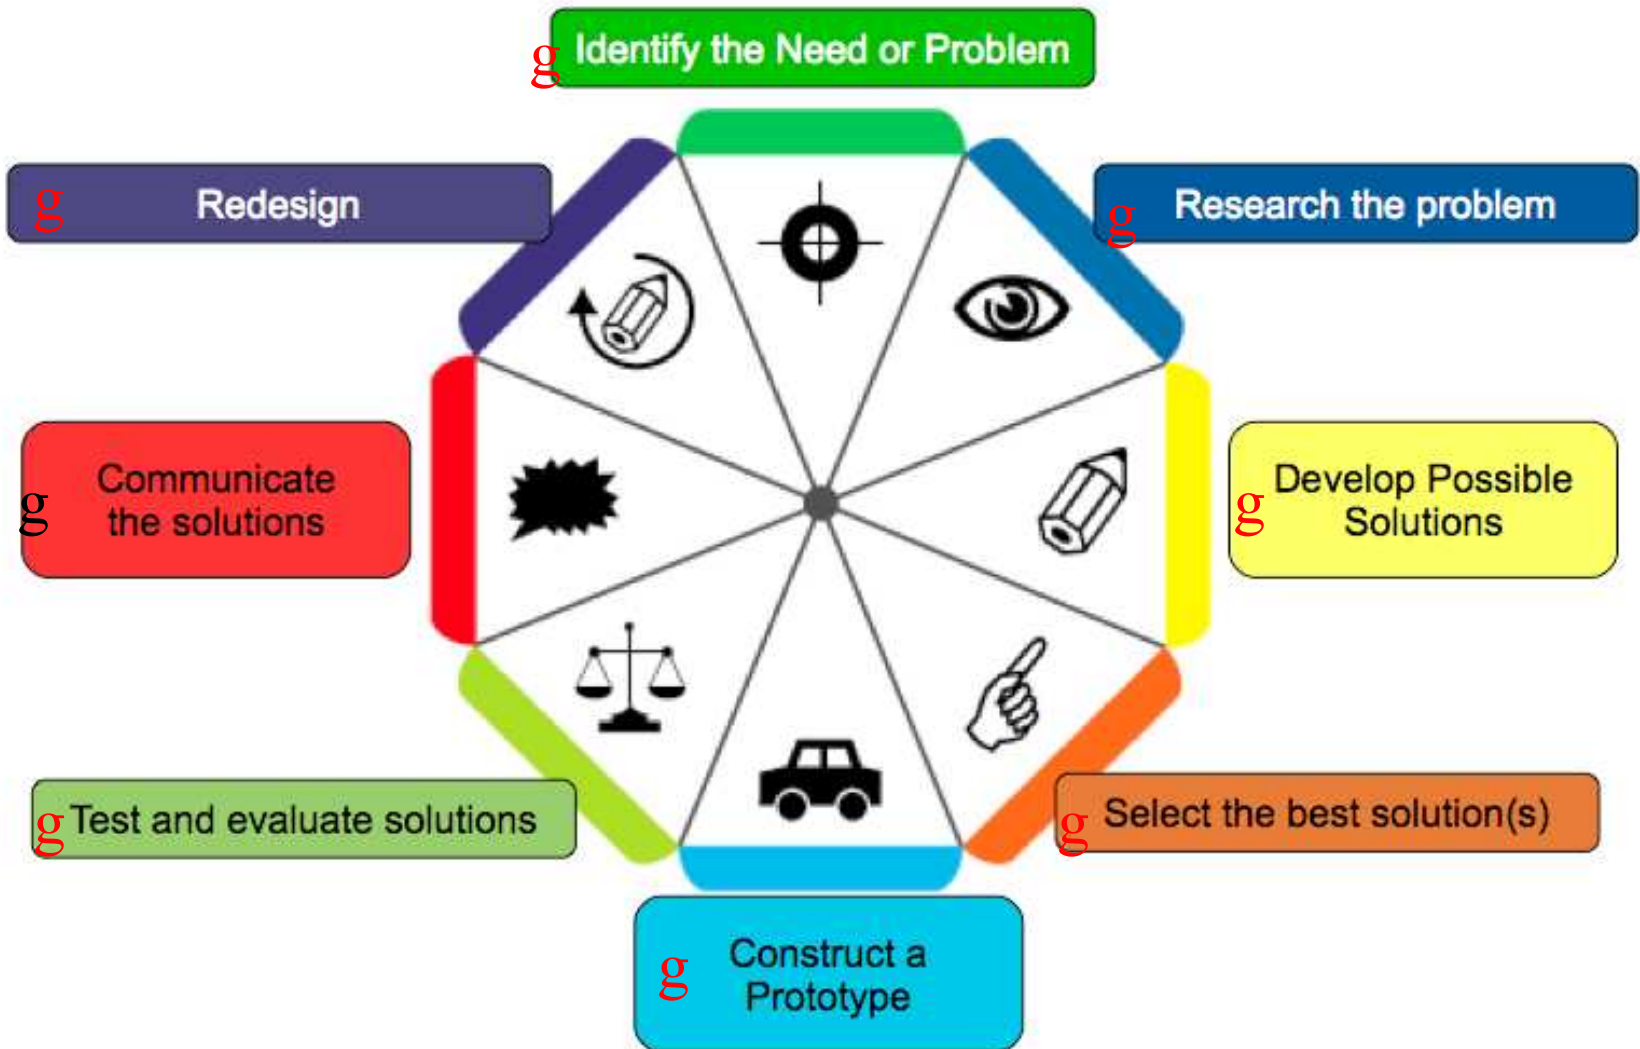 g Identify the Need or Problem
g Redesign
g Research the problem
g Communicate
the solutions
g Develop Possible
Solutions
g Test and evaluate solutions
g Select the best solution(s)
g Construct a
Prototype